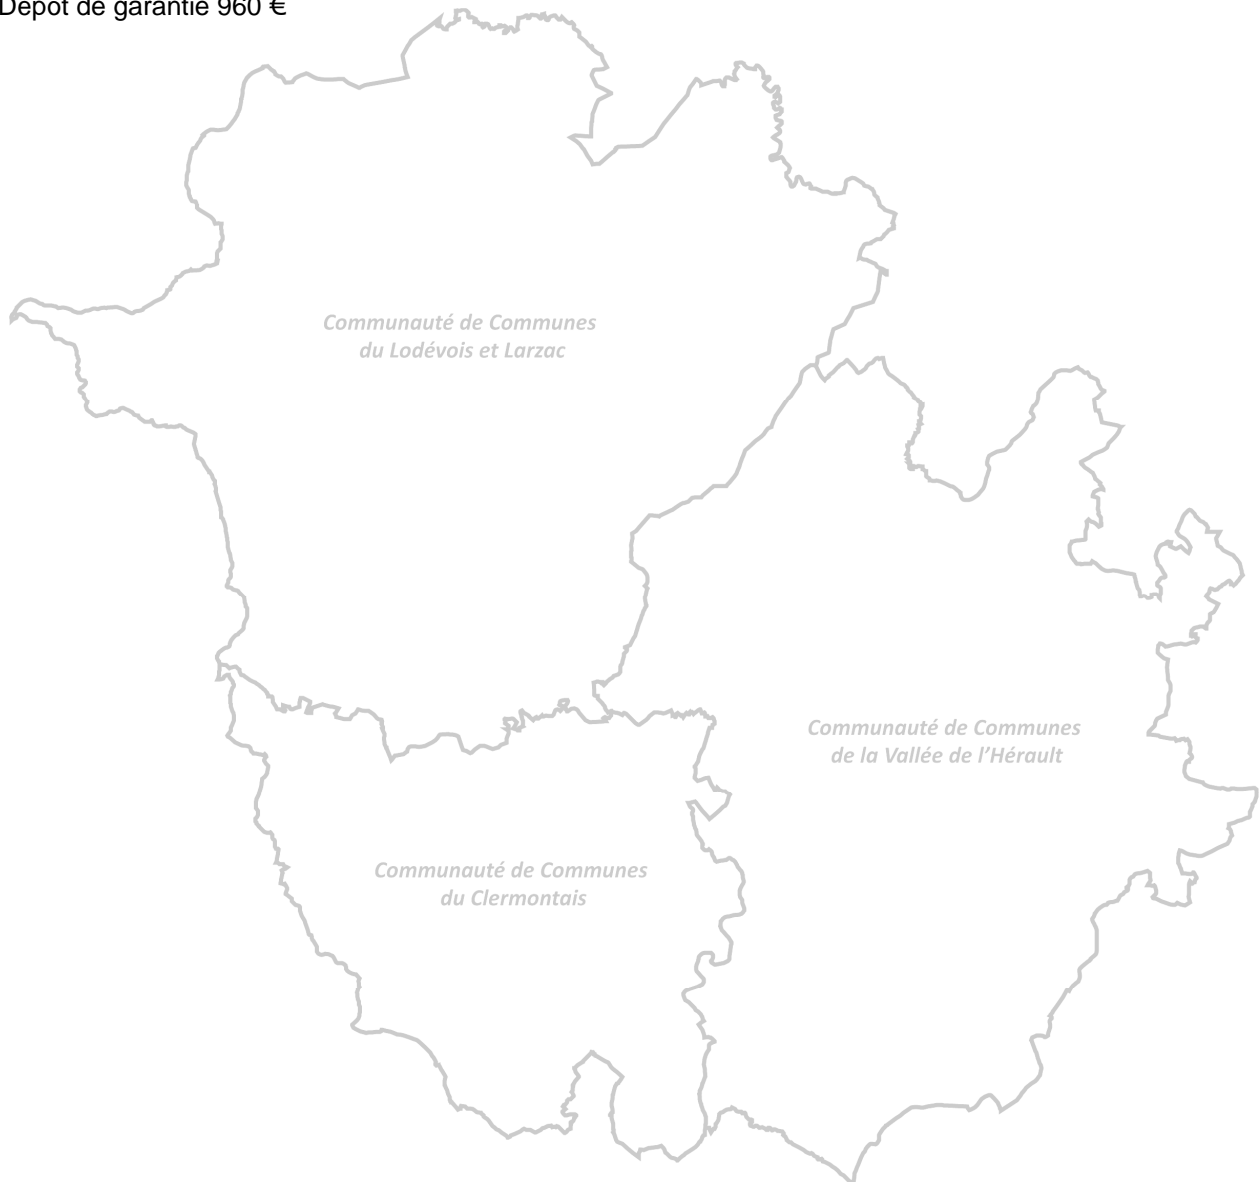 Dépôt de garantie 960 €
Communauté de Communes
du Lodévois et Larzac
Communauté de Communes
de la Vallée de l'Hérault
Communauté de Communes
du Clermontais